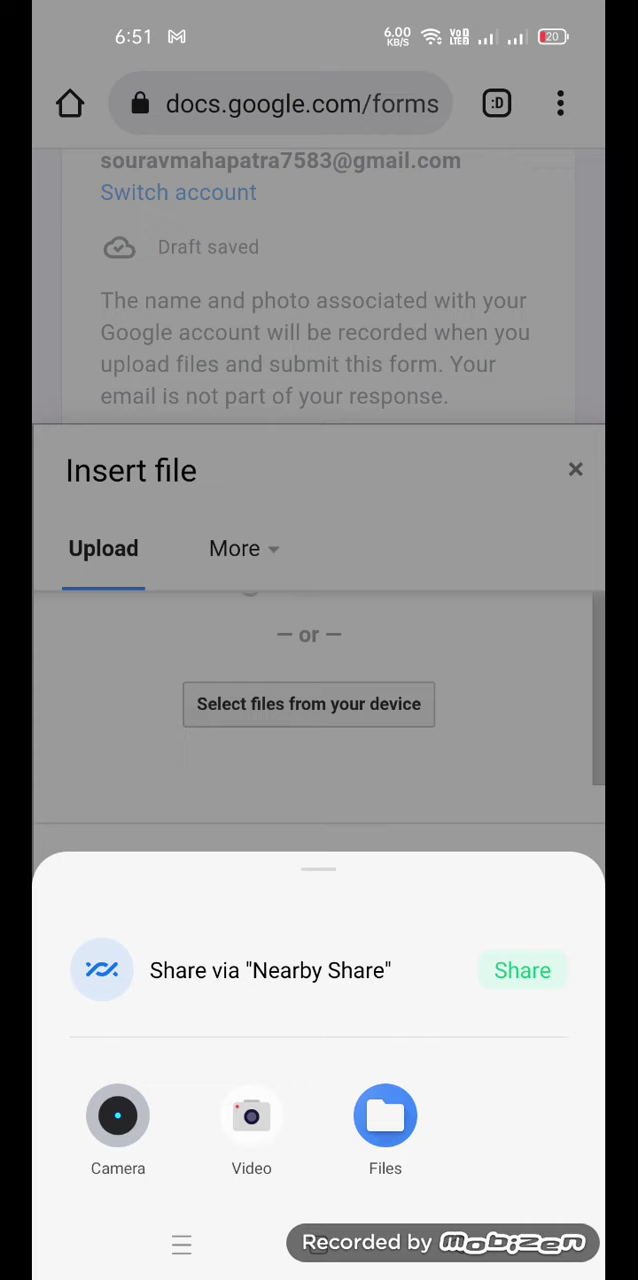 6:51
6.00 KB/S
Vo) LTE2
20
docs.google.com/forms
:D
souravmahapatra7583@gmail.com
Switch account
Draft saved
The name and photo associated with your
Google account will be recorded when you
upload files and submit this form. Your
email is not part of your response.
Insert file
×
Upload
More
— or —
Select files from your device
Share via "Nearby Share"
Share
Camera
Video
Files
Recorded by mobizen